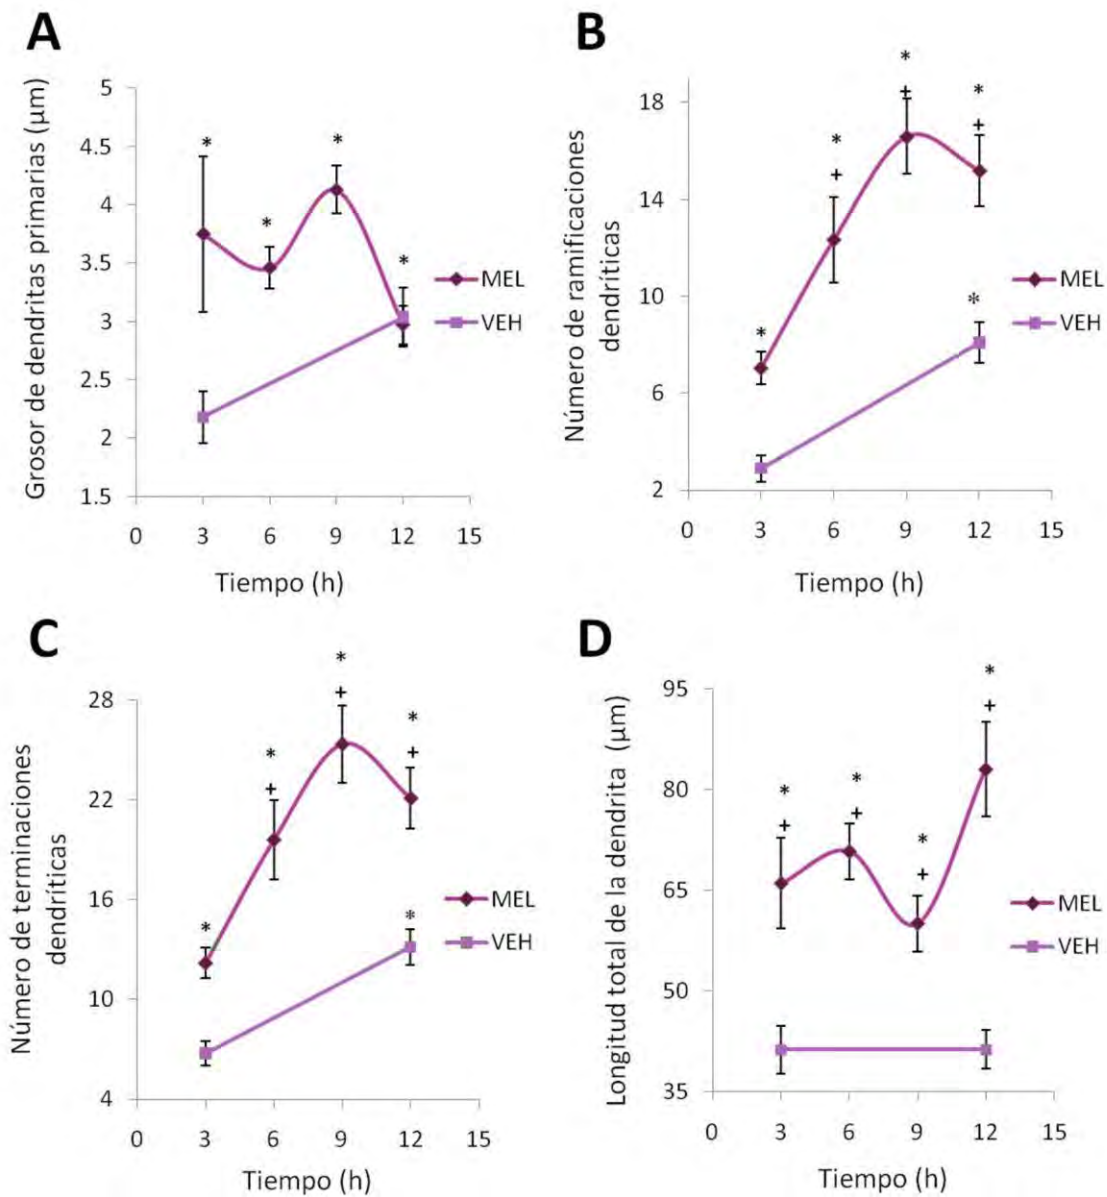 A
Grosor de dendritas primarias (µm)
5
4.5
4
3.5
3
2.5
2
1.5
* * * *
MEL
VEH
0 3 6 9 12 15
Tiempo (h)
B
Número de ramificaciones
dendríticas
18
14
10
6
2
*
*
+
*
+
*
+
*
MEL
VEH
0 3 6 9 12 15
Tiempo (h)
C
Número de terminaciones
dendríticas
28
22
16
10
4
*
*
+
*
+
*
+
*
MEL
VEH
0 3 6 9 12 15
Tiempo (h)
D
Longitud total de la dendrita (µm)
95
80
65
50
35
*
+
*
+
*
+
*
+
MEL
VEH
0 3 6 9 12 15
Tiempo (h)